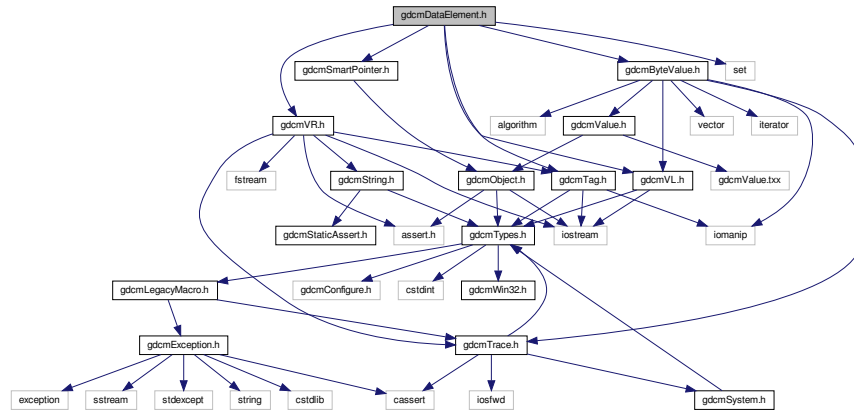 gdcmDataElement.h
gdcmSmartPointer.h
gdcmByteValue.h
set
gdcmVR.h
algorithm
gdcmValue.h
vector
iterator
fstream
gdcmString.h
gdcmObject.h
gdcmTag.h
gdcmVL.h
gdcmValue.txx
gdcmStaticAssert.h
assert.h
gdcmTypes.h
iostream
iomanip
gdcmLegacyMacro.h
gdcmConfigure.h
cstdint
gdcmWin32.h
gdcmException.h
gdcmTrace.h
exception
sstream
stdexcept
string
cstdlib
cassert
iosfwd
gdcmSystem.h